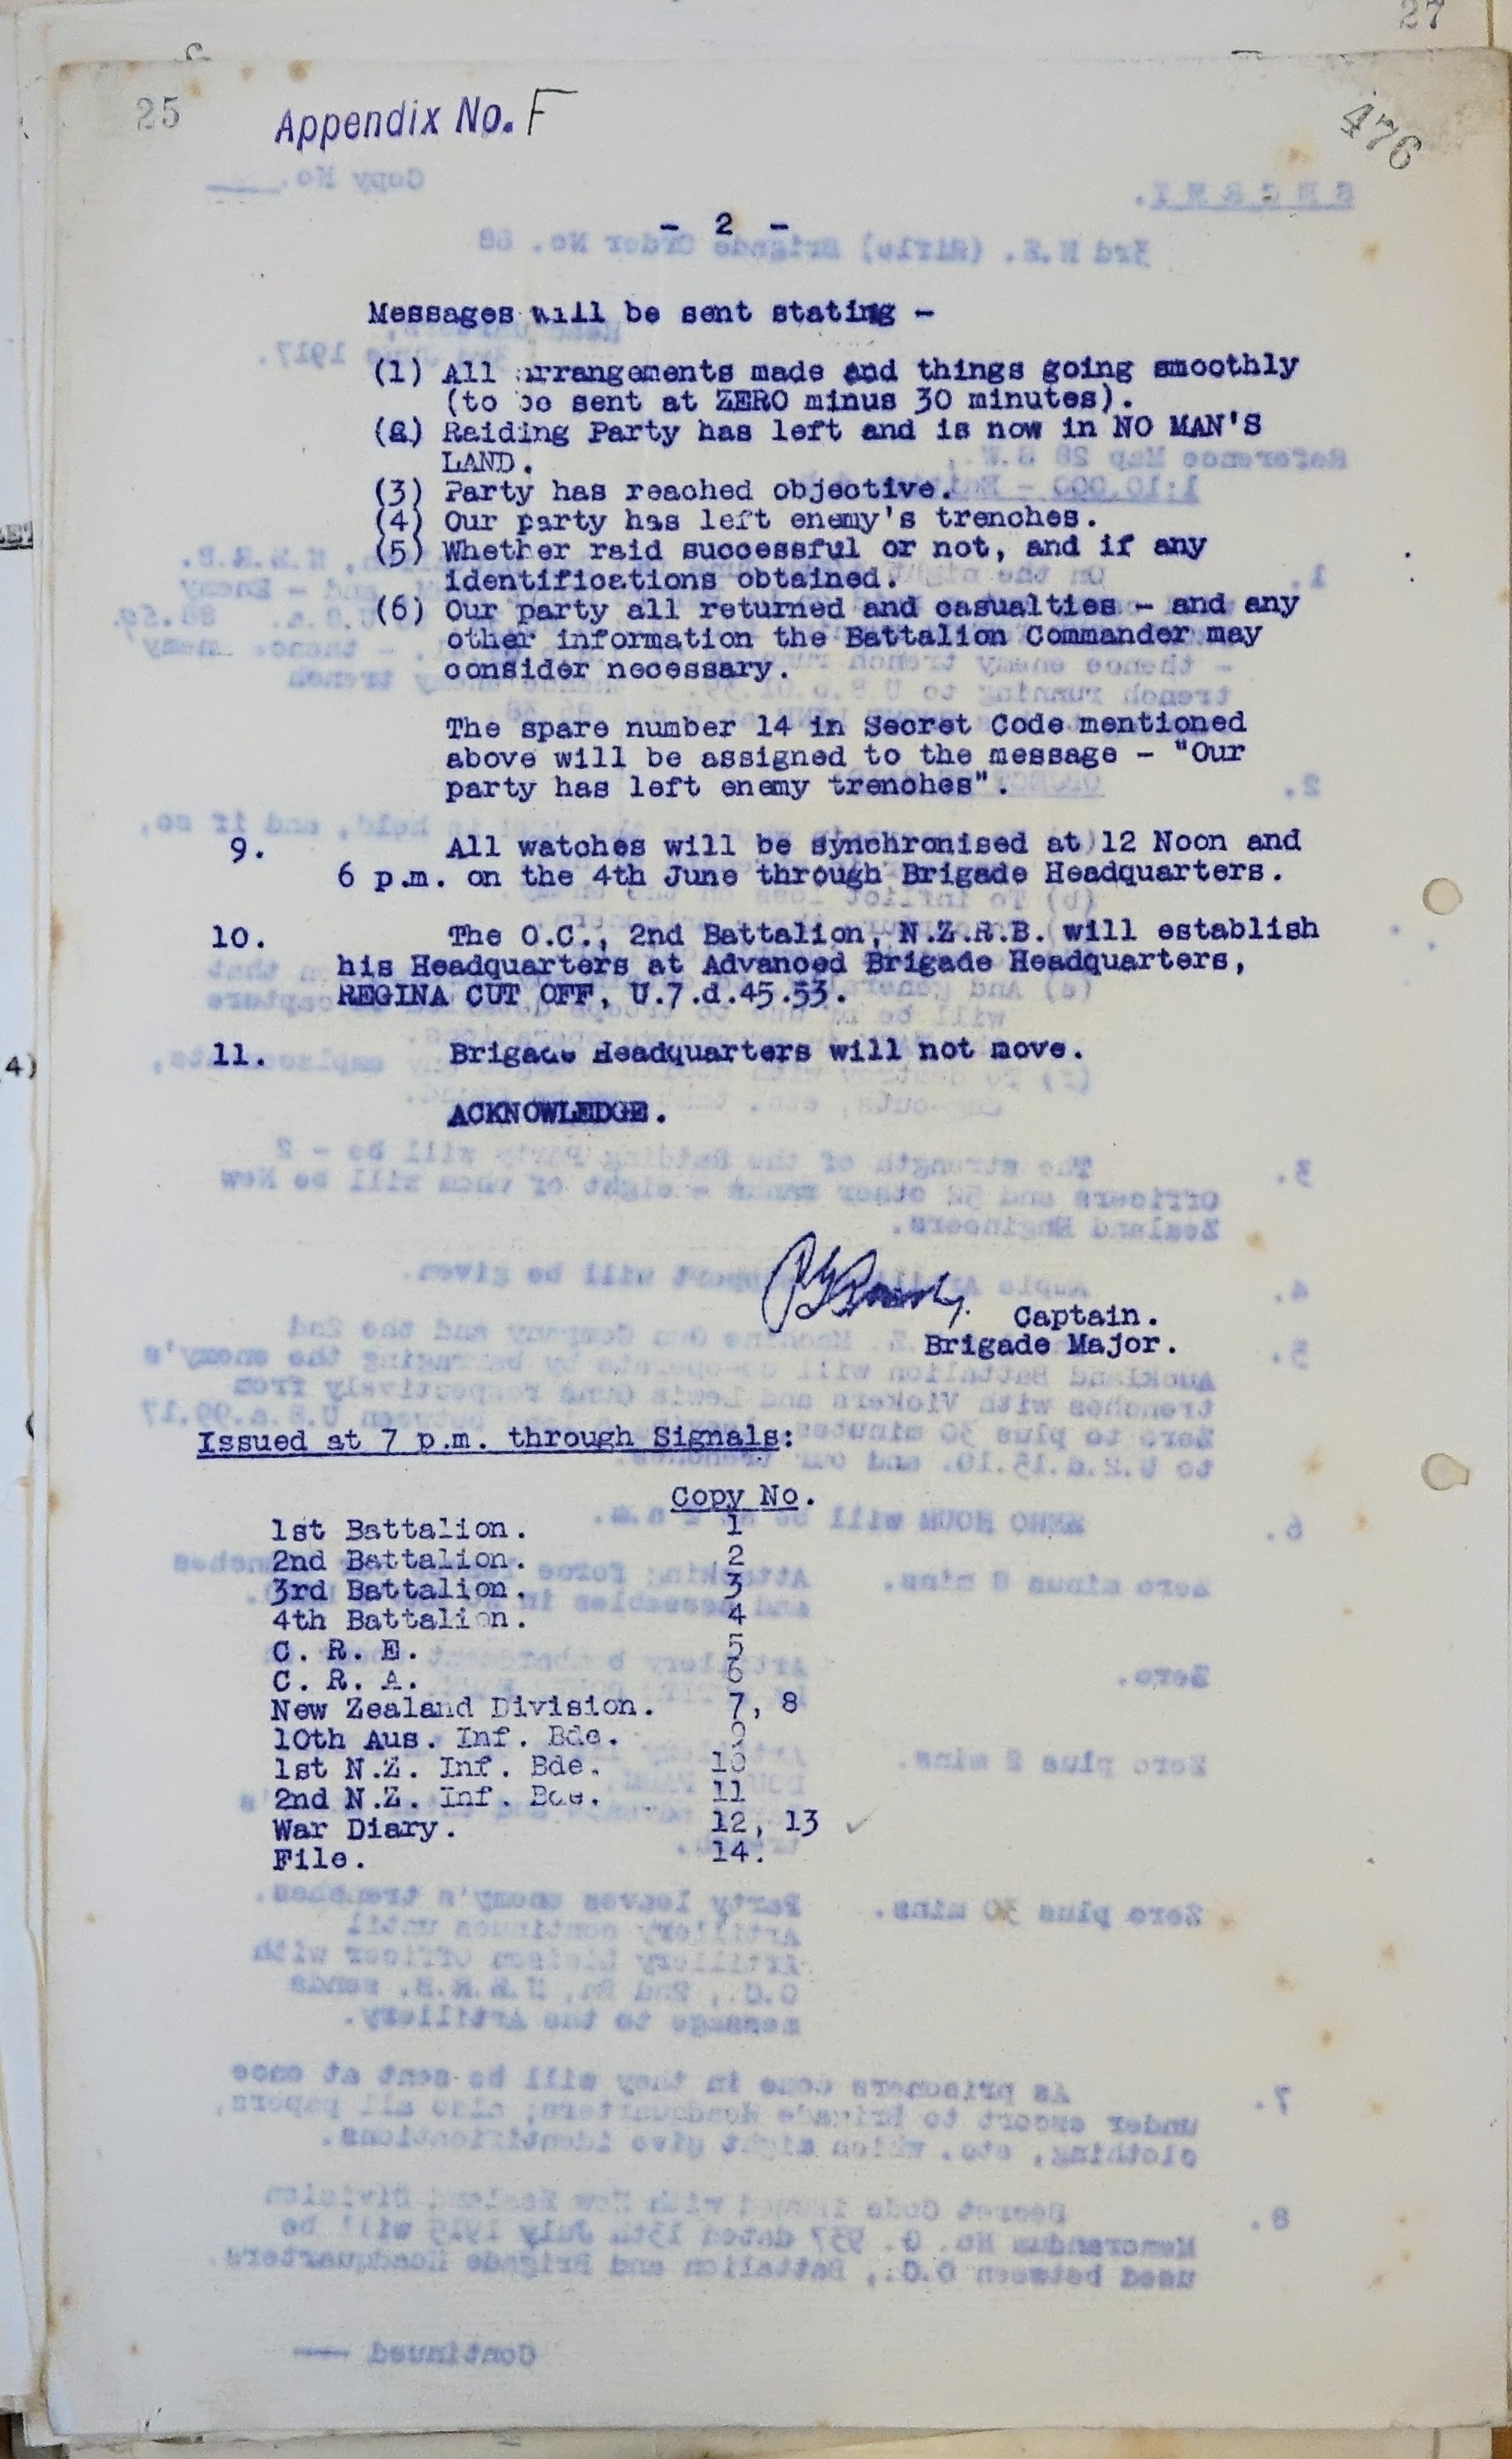 27
25
Appendix No. F
476
- 2 -
Messages will be sent stating -
(1) All arrangements made and things going smoothly
(to be sent at ZERO minus 30 minutes).
(2) Raiding Party has left and is now in NO MAN'S
LAND.
(3) Party has reached objective.
(4) Our party has left enemy's trenches.
(5) Whether raid successful or not, and if any
identifications obtained.
(6) Our party all returned and casualties - and any
other information the Battalion Commander may
consider necessary.
The spare number 14 in Secret Code mentioned
above will be assigned to the message - "Our
party has left enemy trenches".
9. All watches will be synchronised at 12 Noon and
6 p.m. on the 4th June through Brigade Headquarters.
10. The O.C., 2nd Battalion, N.Z.R.B. will establish
his Headquarters at Advanced Brigade Headquarters,
REGINA CUT OFF, U.7.d.45.53.
11. Brigade Headquarters will not move.
4)
ACKNOWLEDGE.
Captain.
Brigade Major.
Issued at 7 p.m. through Signals:
Copy No.
1st Battalion. 1
2nd Battalion. 2
3rd Battalion. 3
4th Battalion. 4
C. R. E. 5
C. R. A. 6
New Zealand Division. 7, 8
10th Aus. Inf. Bde. 9
1st N.Z. Inf. Bde. 10
2nd N.Z. Inf. Bde. 11
War Diary. 12, 13 ✓
File. 14.